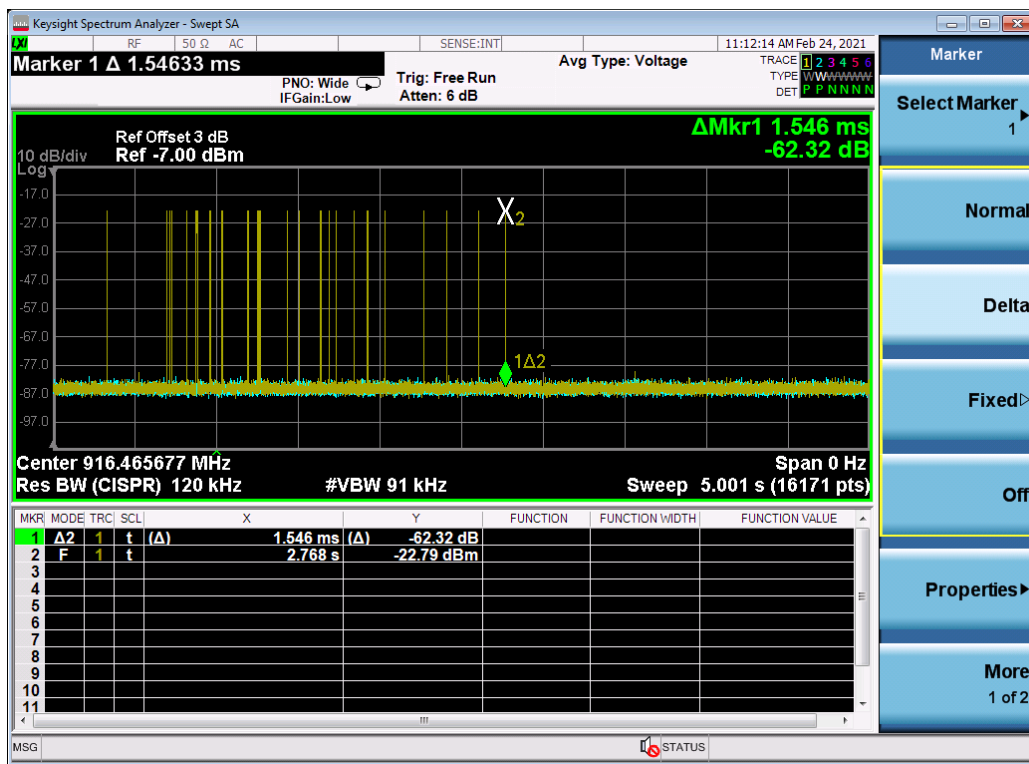 Keysight Spectrum Analyzer - Swept SA
LXI RF 50 Ω AC SENSE:INT 11:12:14 AM Feb 24, 2021
Marker 1 Δ 1.54633 ms
PNO: Wide
IFGain:Low
Trig: Free Run
Atten: 6 dB
Avg Type: Voltage
TRACE 1 2 3 4 5 6
TYPE WWWWWW
DET P P N N N N
ΔMkr1 1.546 ms
-62.32 dB
Ref Offset 3 dB
10 dB/div Ref -7.00 dBm
Log
-17.0
-27.0
-37.0
-47.0
-57.0
-67.0
-77.0
-87.0
-97.0
X2
1Δ2
Center 916.465677 MHz Span 0 Hz
Res BW (CISPR) 120 kHz #VBW 91 kHz Sweep 5.001 s (16171 pts)
MKR MODE TRC SCL X Y FUNCTION FUNCTION WIDTH FUNCTION VALUE
1 Δ2 1 t (Δ) 1.546 ms (Δ) -62.32 dB
2 F 1 t 2.768 s -22.79 dBm
3
4
5
6
7
8
9
10
11
MSG STATUS
Marker
Select Marker
1
Normal
Delta
Fixed
Off
Properties
More
1 of 2